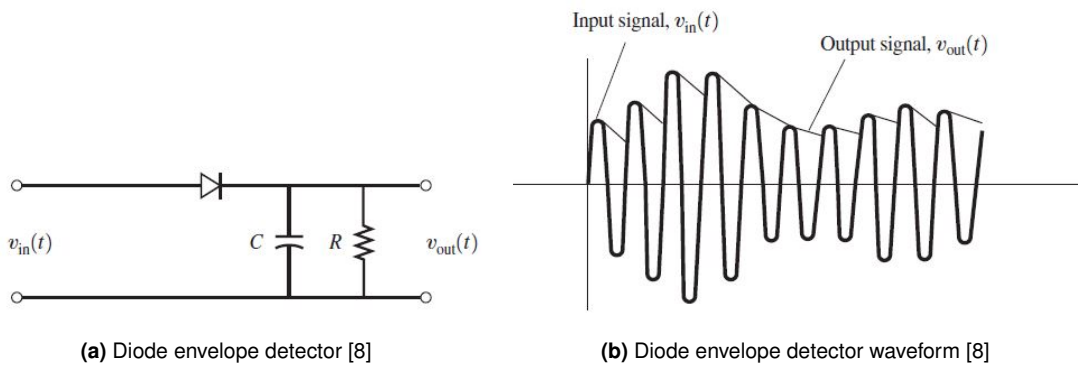 Input signal, v_in(t)
Output signal, v_out(t)
v_in(t)
C
R
v_out(t)
(a) Diode envelope detector [8]
(b) Diode envelope detector waveform [8]